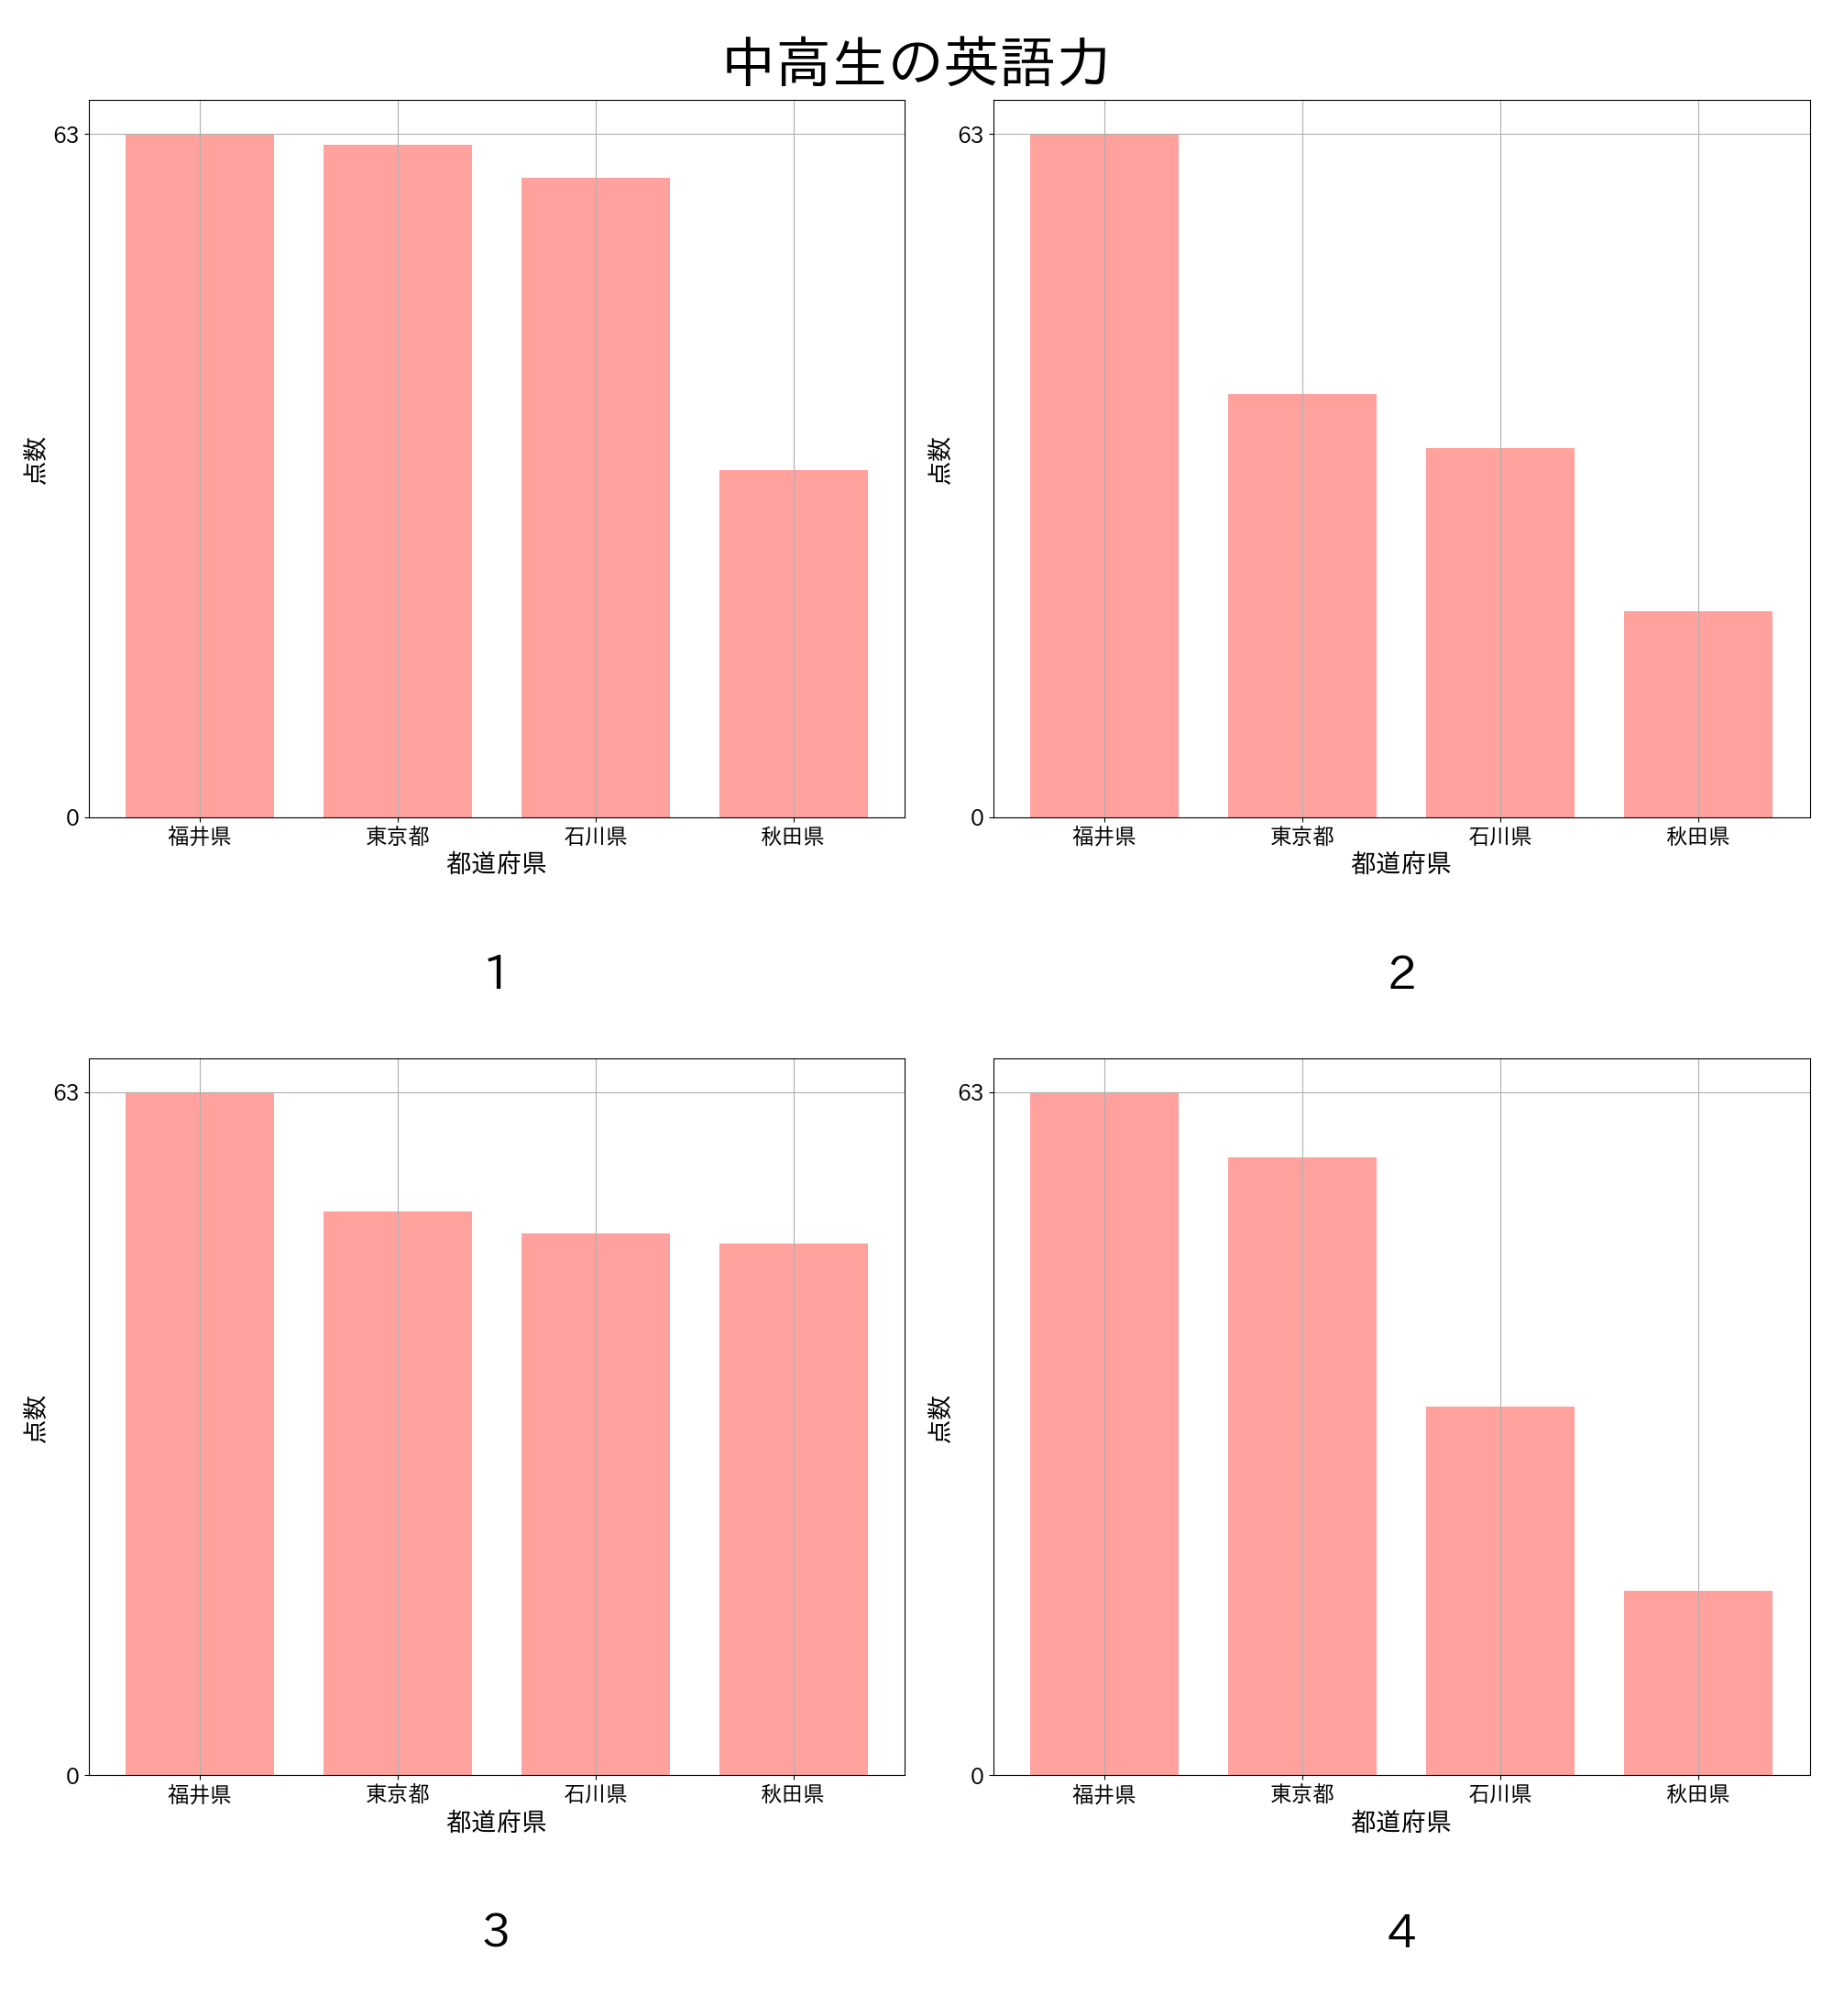 中高生の英語力
63
0
点数
福井県 東京都 石川県 秋田県
都道府県
1
63
0
点数
福井県 東京都 石川県 秋田県
都道府県
2
63
0
点数
福井県 東京都 石川県 秋田県
都道府県
3
63
0
点数
福井県 東京都 石川県 秋田県
都道府県
4